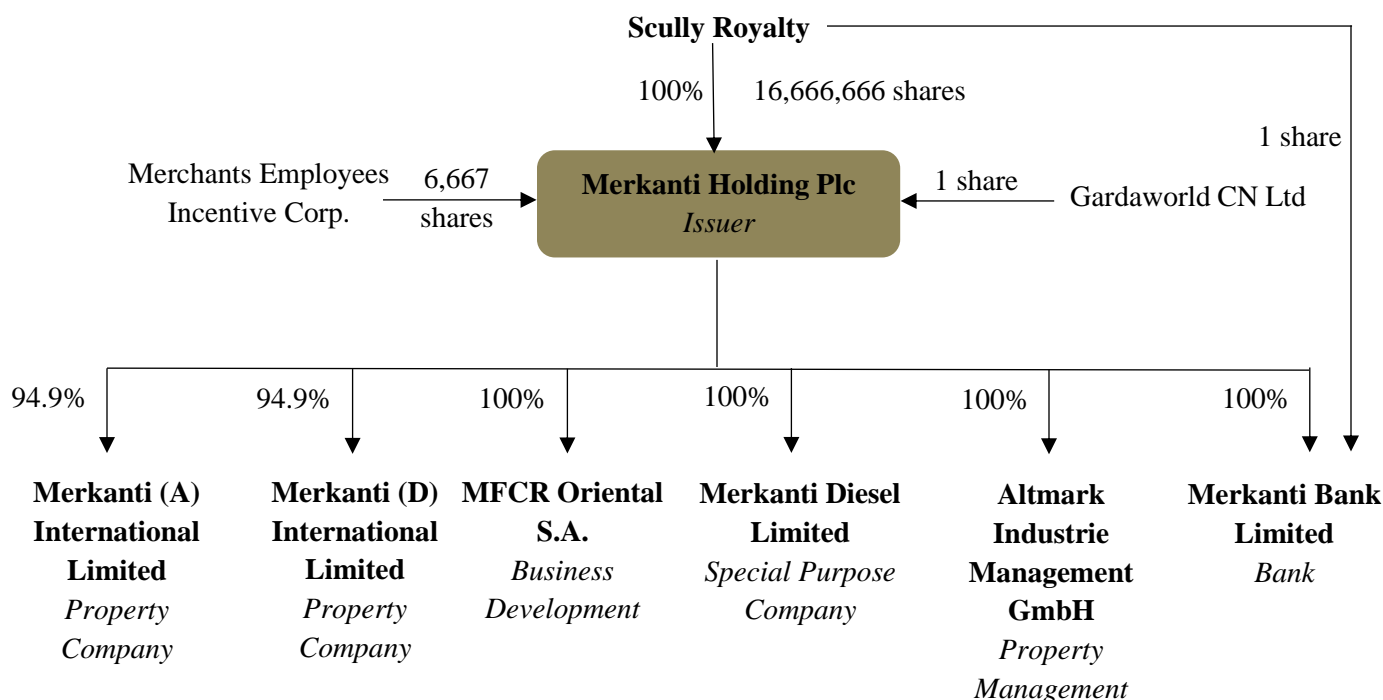 Scully Royalty
100%
16,666,666 shares
1 share
Merchants Employees
Incentive Corp.
6,667
shares
Merkanti Holding Plc
Issuer
1 share
Gardaworld CN Ltd
94.9%
94.9%
100%
100%
100%
100%
Merkanti (A)
International
Limited
Property
Company
Merkanti (D)
International
Limited
Property
Company
MFCR Oriental
S.A.
Business
Development
Merkanti Diesel
Limited
Special Purpose
Company
Altmark
Industrie
Management
GmbH
Property
Management
Merkanti Bank
Limited
Bank